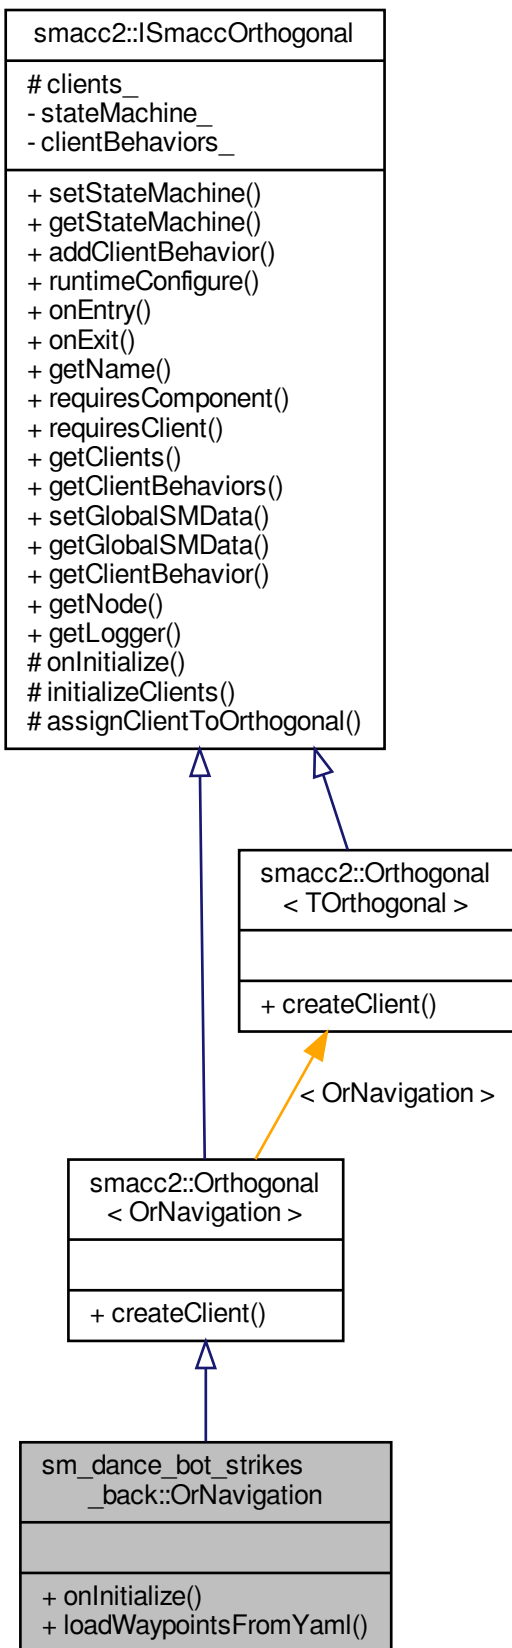 smacc2::ISmaccOrthogonal
# clients_
- stateMachine_
- clientBehaviors_
+ setStateMachine()
+ getStateMachine()
+ addClientBehavior()
+ runtimeConfigure()
+ onEntry()
+ onExit()
+ getName()
+ requiresComponent()
+ requiresClient()
+ getClients()
+ getClientBehaviors()
+ setGlobalSMData()
+ getGlobalSMData()
+ getClientBehavior()
+ getNode()
+ getLogger()
# onInitialize()
# initializeClients()
# assignClientToOrthogonal()
smacc2::Orthogonal
< TOrthogonal >
+ createClient()
< OrNavigation >
smacc2::Orthogonal
< OrNavigation >
+ createClient()
sm_dance_bot_strikes
_back::OrNavigation
+ onInitialize()
+ loadWaypointsFromYaml()